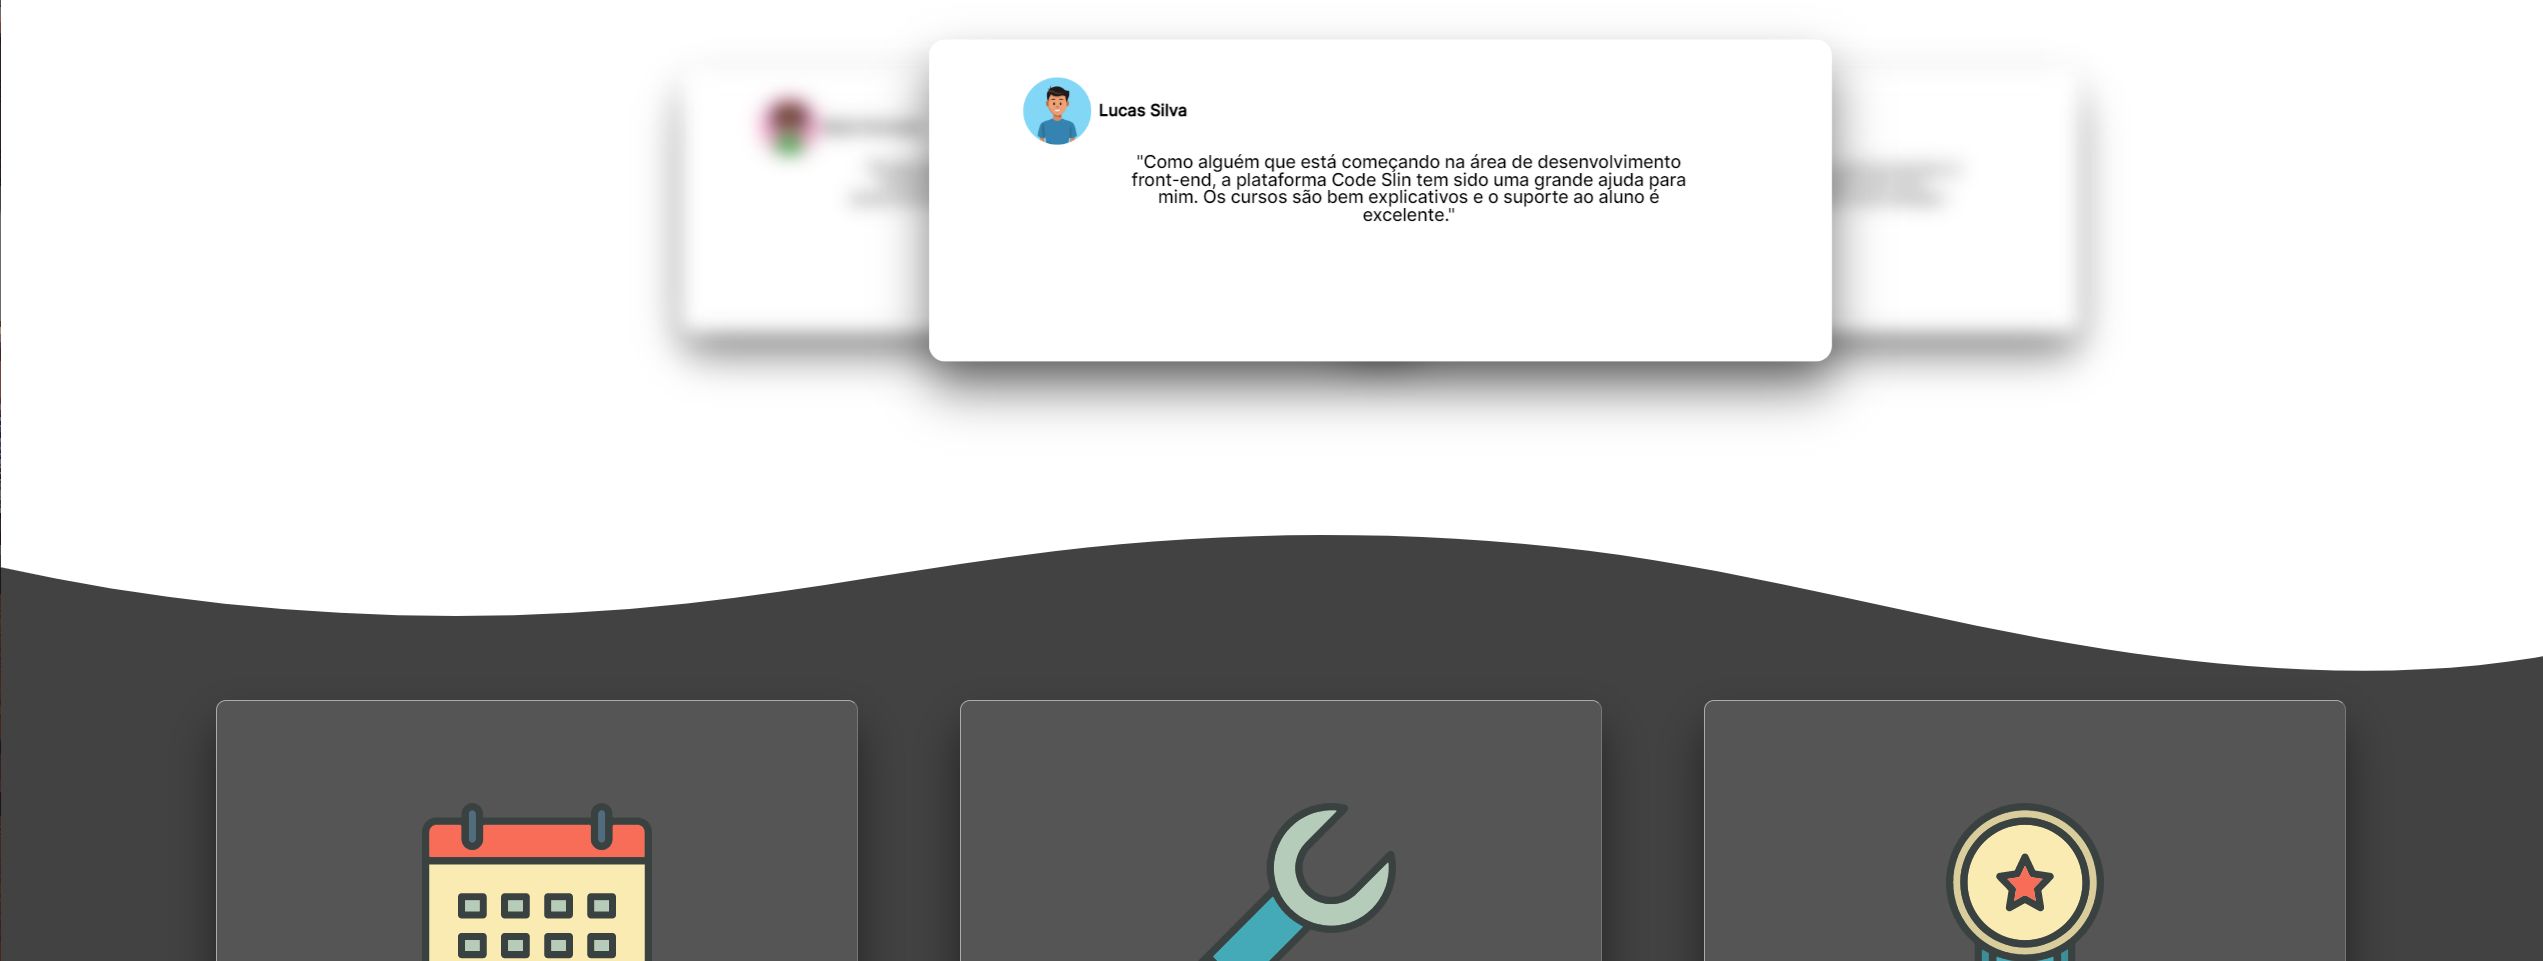 Lucas Silva
"Como alguém que está começando na área de desenvolvimento
front-end, a plataforma Code Slin tem sido uma grande ajuda para
mim. Os cursos são bem explicativos e o suporte ao aluno é
excelente."